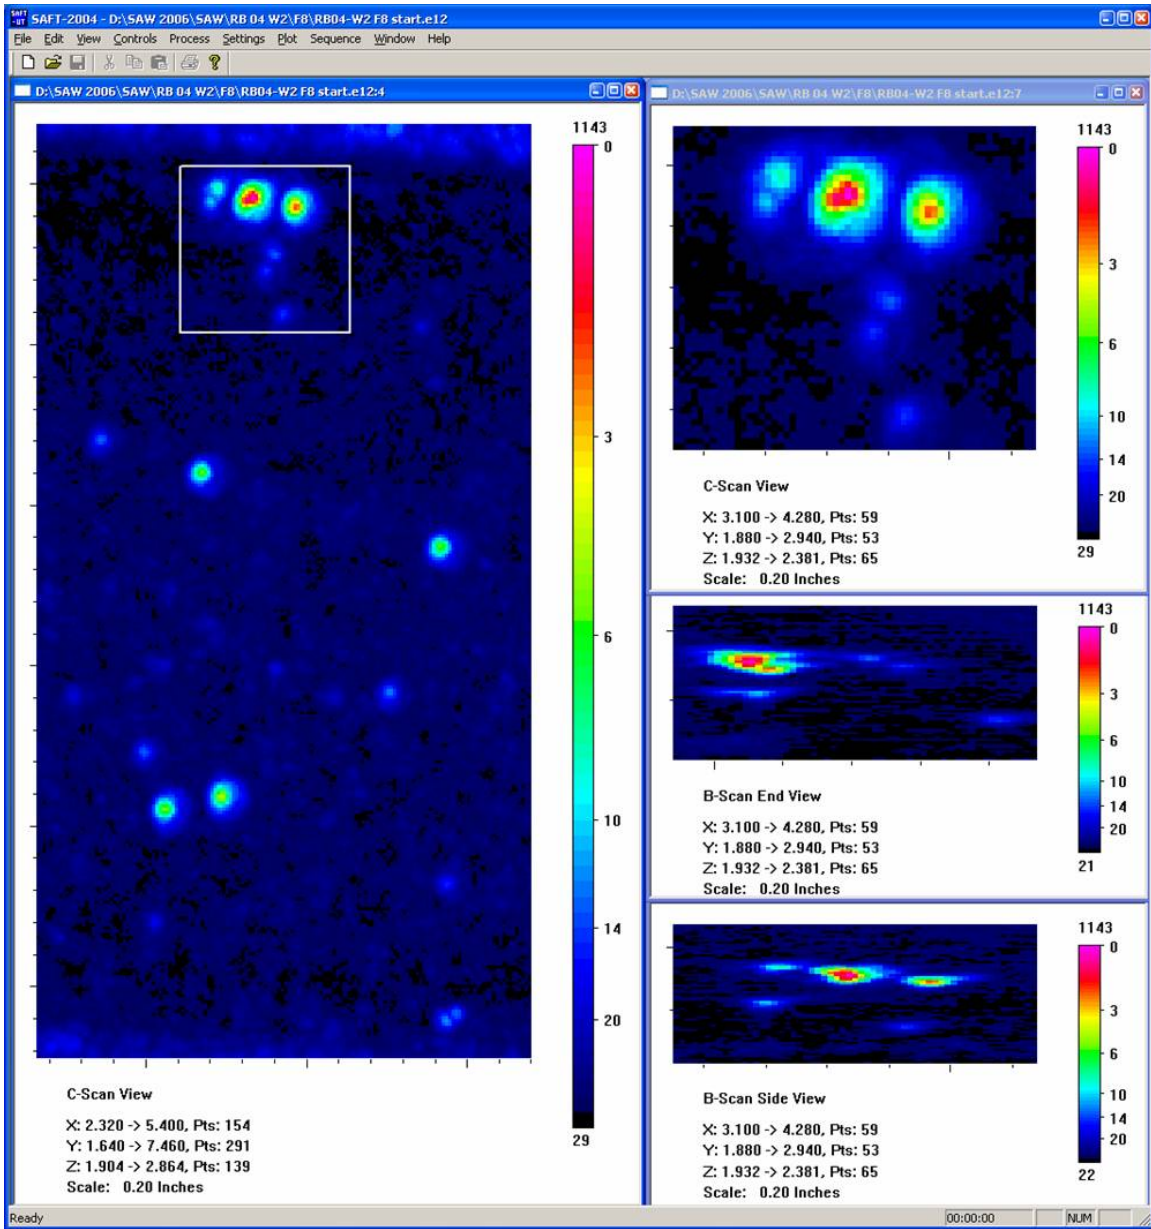 SAFT-2004 - D:\SAW 2006\SAW\RB 04 W2\F8\RB04-W2 F8 start.e12
File Edit View Controls Process Settings Plot Sequence Window Help
D:\SAW 2006\SAW\RB 04 W2\F8\RB04-W2 F8 start.e12:4
1143
0
3
6
10
14
20
29
C-Scan View
X: 2.320 -> 5.400, Pts: 154
Y: 1.640 -> 7.460, Pts: 291
Z: 1.904 -> 2.864, Pts: 139
Scale: 0.20 Inches
D:\SAW 2006\SAW\RB 04 W2\F8\RB04-W2 F8 start.e12:7
1143
0
3
6
10
14
20
29
C-Scan View
X: 3.100 -> 4.280, Pts: 59
Y: 1.880 -> 2.940, Pts: 53
Z: 1.932 -> 2.381, Pts: 65
Scale: 0.20 Inches
1143
0
3
6
10
14
20
21
B-Scan End View
X: 3.100 -> 4.280, Pts: 59
Y: 1.880 -> 2.940, Pts: 53
Z: 1.932 -> 2.381, Pts: 65
Scale: 0.20 Inches
1143
0
3
6
10
14
20
22
B-Scan Side View
X: 3.100 -> 4.280, Pts: 59
Y: 1.880 -> 2.940, Pts: 53
Z: 1.932 -> 2.381, Pts: 65
Scale: 0.20 Inches
Ready
00:00:00
NUM